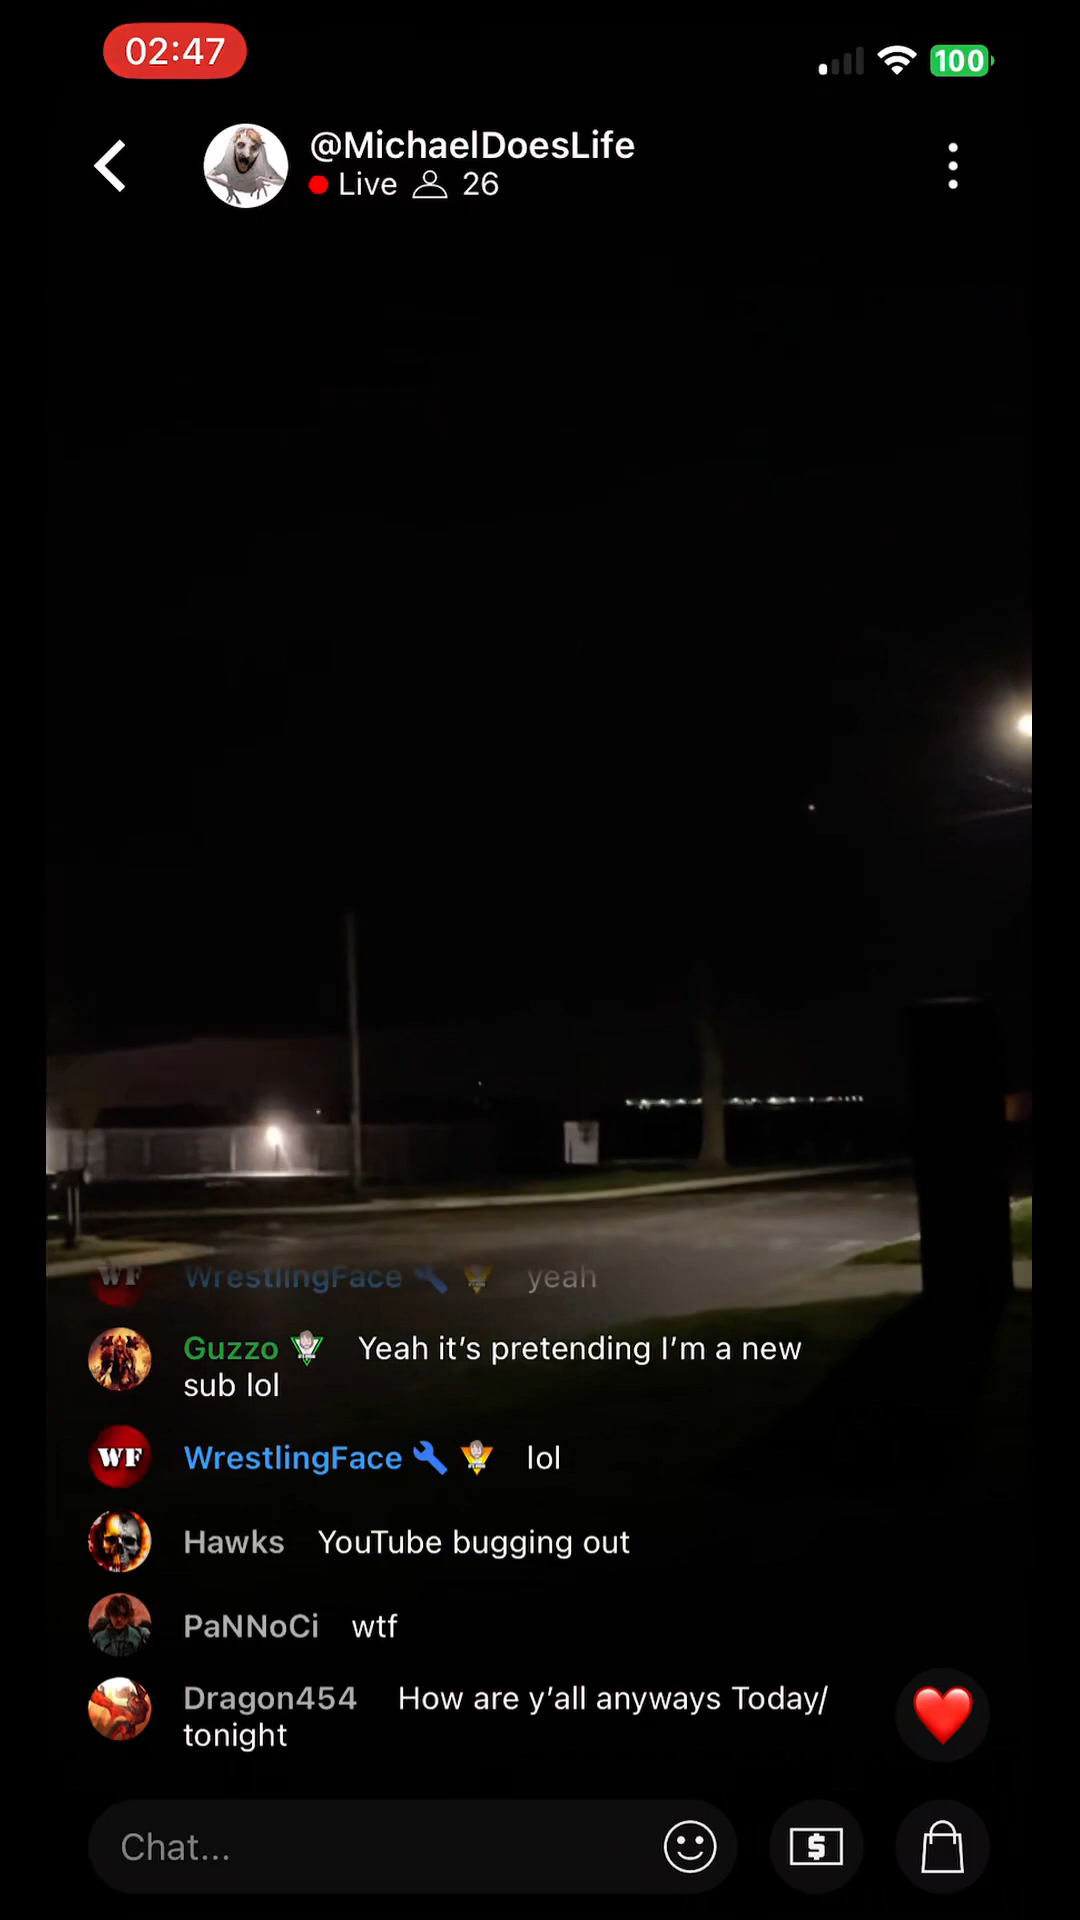 02:47
100
@MichaelDoesLife
Live 26
WF WrestlingFace yeah
Guzzo Yeah it’s pretending I’m a new
sub lol
WF WrestlingFace lol
Hawks YouTube bugging out
PaNNoCi wtf
Dragon454 How are y’all anyways Today/
tonight
Chat...
$